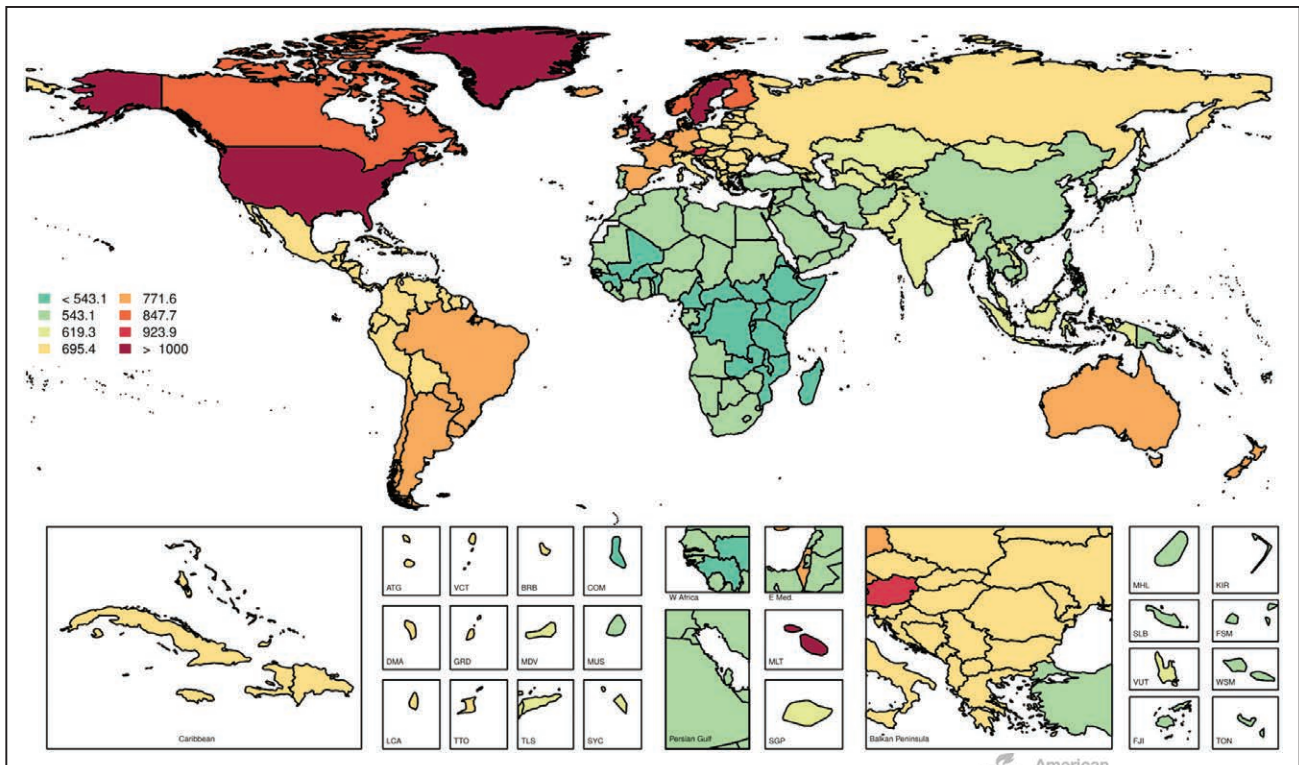 < 543.1
543.1
619.3
695.4
771.6
847.7
923.9
> 1000
Caribbean
ATG
VCT
BRB
COM
DMA
GRD
MDV
MUS
LCA
TTO
TLS
SYC
W Africa
E Med.
Persian Gulf
MLT
SGP
Balkan Peninsula
MHL
KIR
SLB
FSM
VUT
WSM
FJI
TON
American